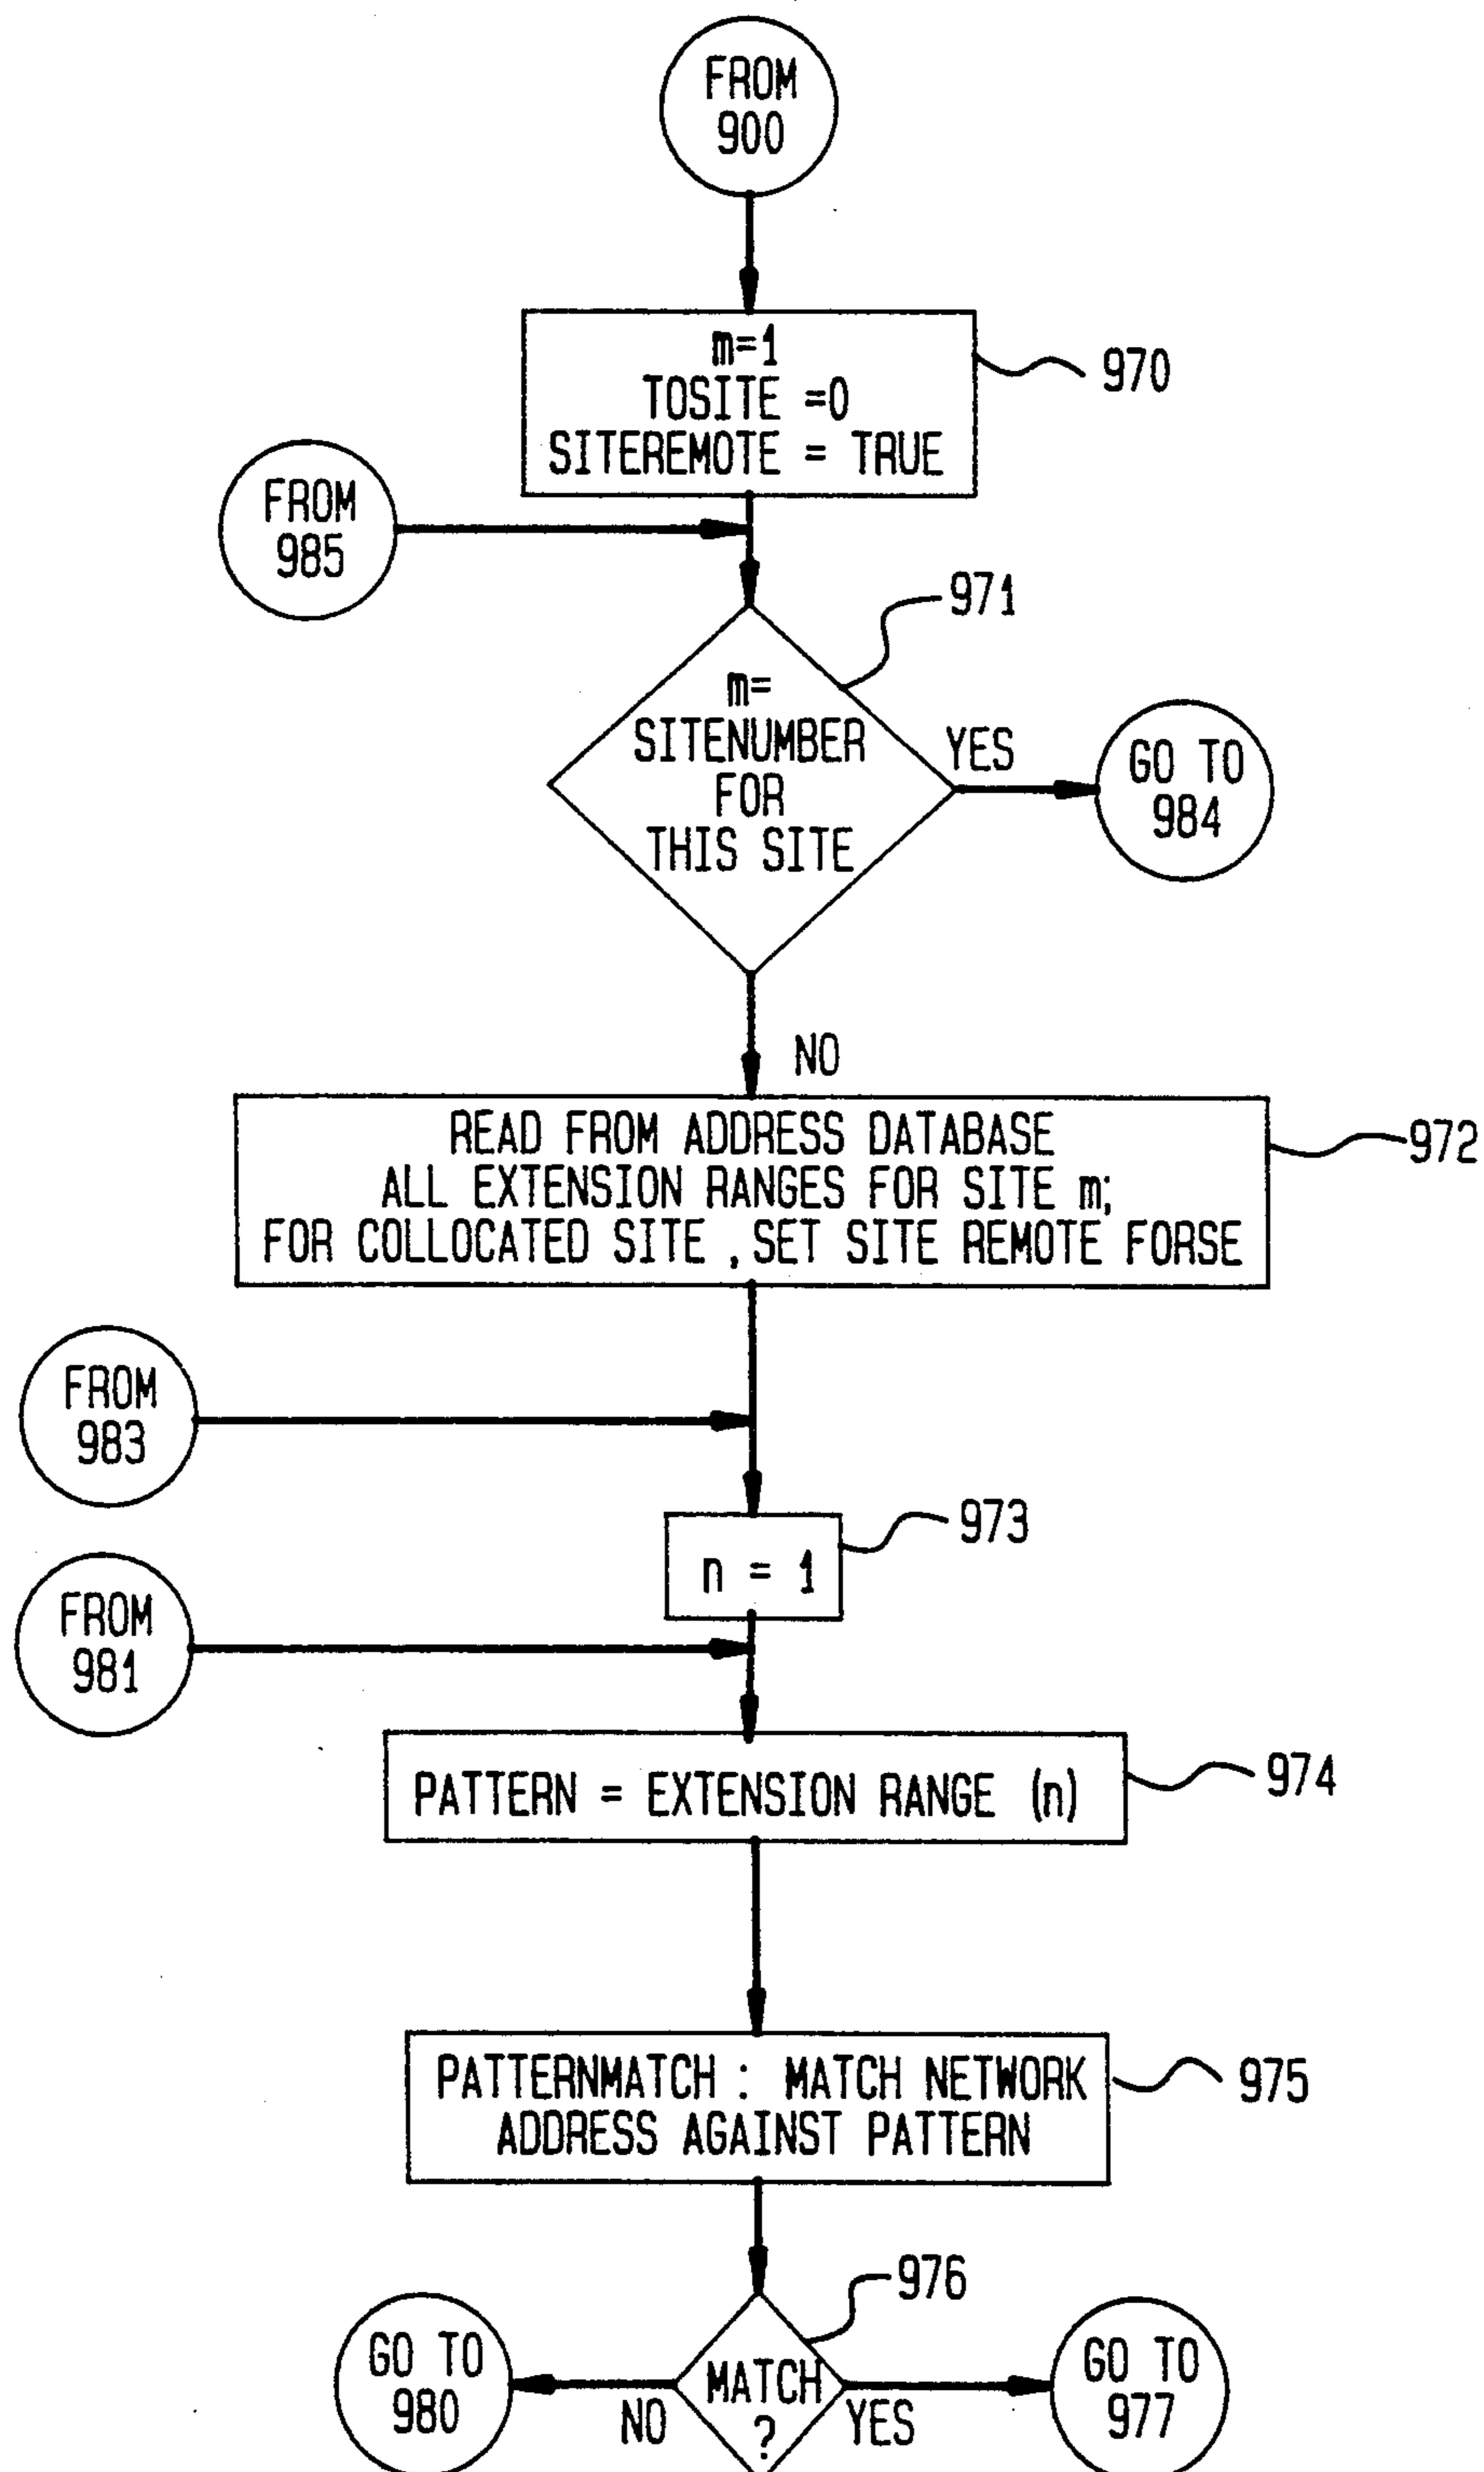 FROM
900
m=1
TOSITE =0
SITEREMOTE = TRUE
970
FROM
985
971
m=
SITENUMBER
FOR
THIS SITE
YES
GO TO
984
NO
READ FROM ADDRESS DATABASE
ALL EXTENSION RANGES FOR SITE m;
FOR COLLOCATED SITE , SET SITE REMOTE FORSE
972
FROM
983
973
n = 1
FROM
981
PATTERN = EXTENSION RANGE (n)
974
PATTERNMATCH : MATCH NETWORK
ADDRESS AGAINST PATTERN
975
976
GO TO
980
NO
MATCH
?
YES
GO TO
977